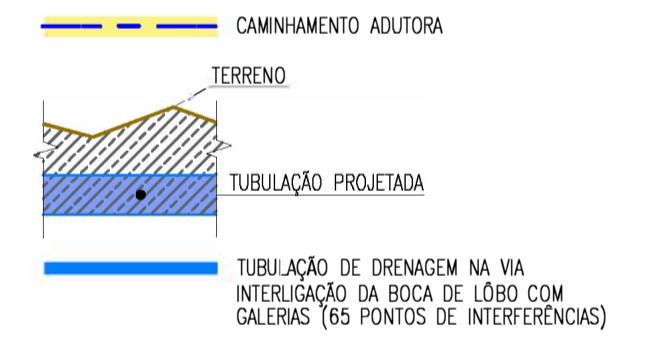 CAMINHAMENTO ADUTORA
TERRENO
TUBULAÇÃO PROJETADA
TUBULAÇÃO DE DRENAGEM NA VIA
INTERLIGAÇÃO DA BOCA DE LÔBO COM
GALERIAS (65 PONTOS DE INTERFERÊNCIAS)